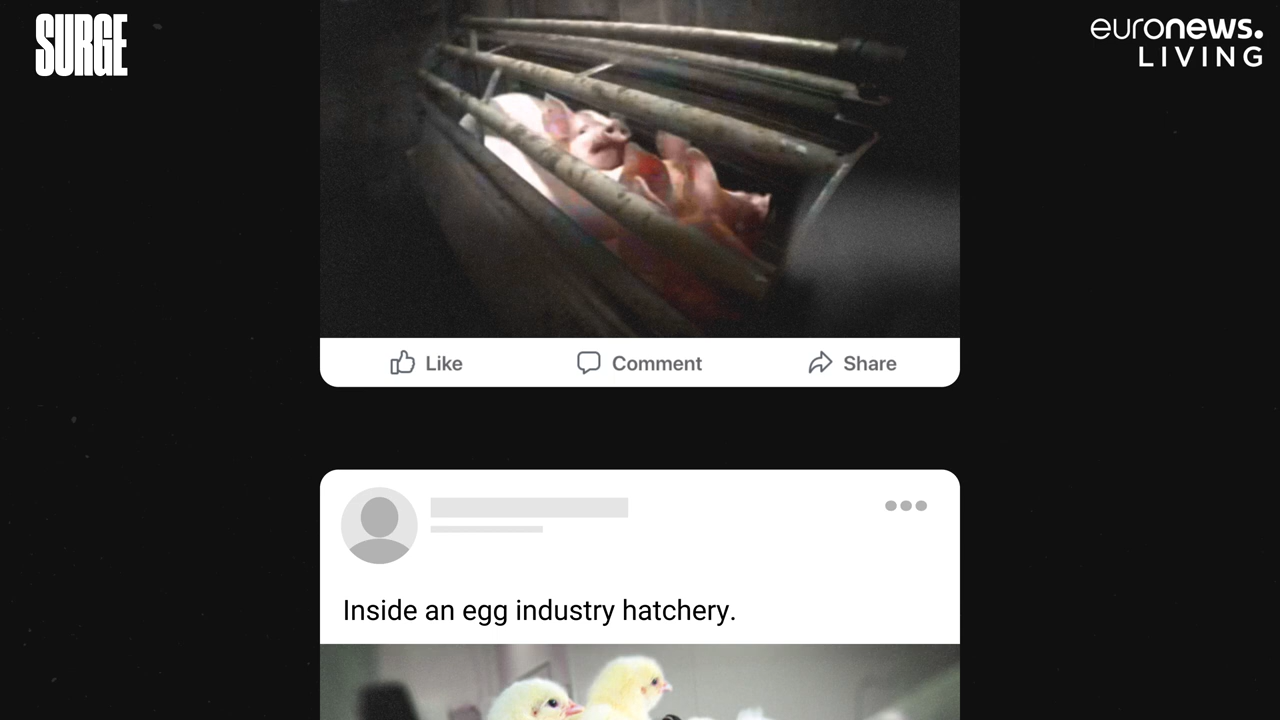 SURGE
euronews.
LIVING
Like
Comment
Share
Inside an egg industry hatchery.